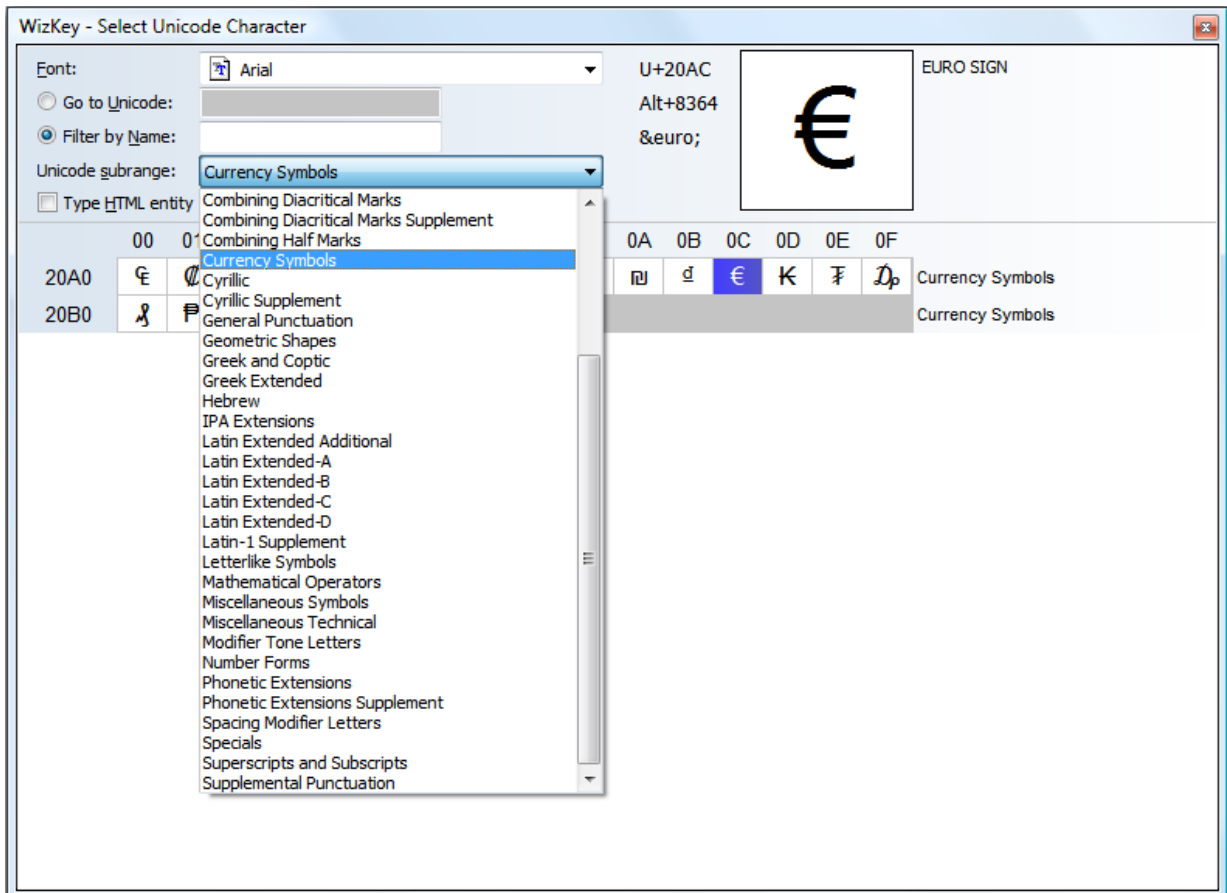 WizKey - Select Unicode Character
Font:
Arial
U+20AC
EURO SIGN
Go to Unicode:
Alt+8364
Filter by Name:
&euro;
€
Unicode subrange:
Currency Symbols
Type HTML entity
Combining Diacritical Marks
Combining Diacritical Marks Supplement
Combining Half Marks
Currency Symbols
Cyrillic
Cyrillic Supplement
General Punctuation
Geometric Shapes
Greek and Coptic
Greek Extended
Hebrew
IPA Extensions
Latin Extended Additional
Latin Extended-A
Latin Extended-B
Latin Extended-C
Latin Extended-D
Latin-1 Supplement
Letterlike Symbols
Mathematical Operators
Miscellaneous Symbols
Miscellaneous Technical
Modifier Tone Letters
Number Forms
Phonetic Extensions
Phonetic Extensions Supplement
Spacing Modifier Letters
Specials
Superscripts and Subscripts
Supplemental Punctuation
00 01 0A 0B 0C 0D 0E 0F
20A0 ₠ ₡ ₪ ₫ € ₭ ₮ ₯ Currency Symbols
20B0 ₰ ₱ Currency Symbols